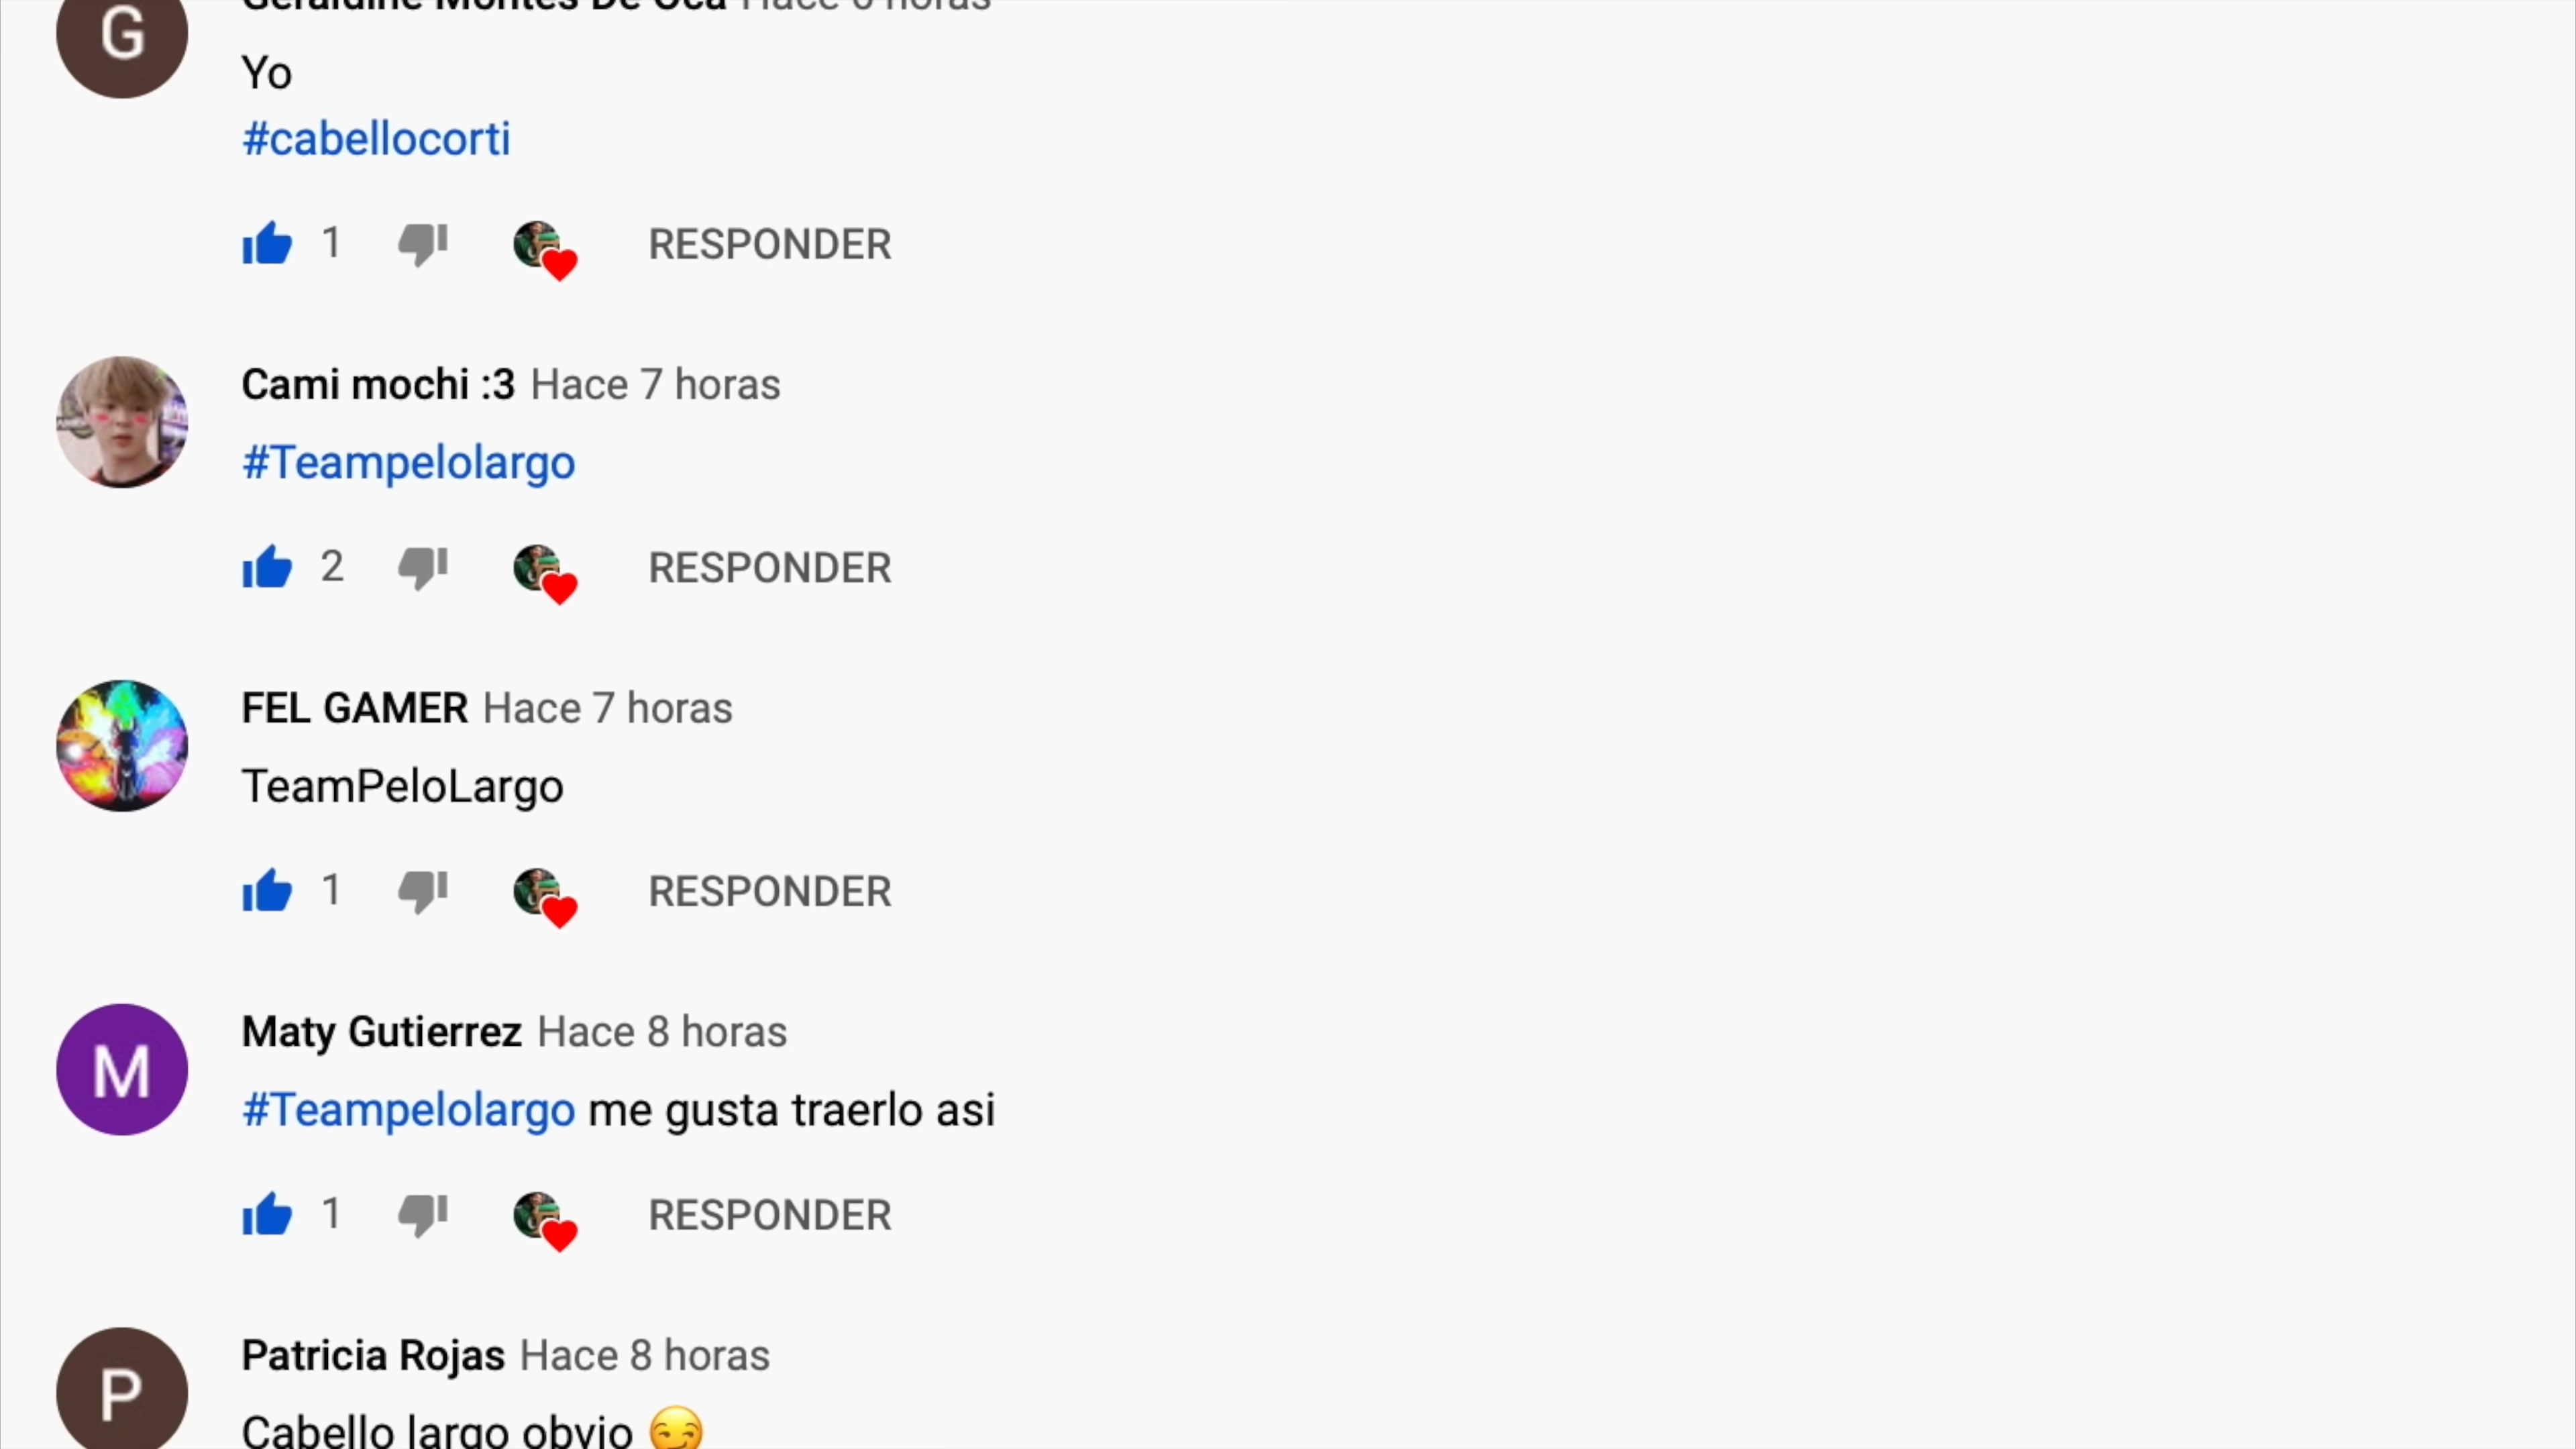 G
Geraldine Montes De Oca Hace 6 horas
Yo
#cabellocorti
1 RESPONDER
Cami mochi :3 Hace 7 horas
#Teampelolargo
2 RESPONDER
FEL GAMER Hace 7 horas
TeamPeloLargo
1 RESPONDER
M
Maty Gutierrez Hace 8 horas
#Teampelolargo me gusta traerlo asi
1 RESPONDER
P
Patricia Rojas Hace 8 horas
Cabello largo obvio 😏